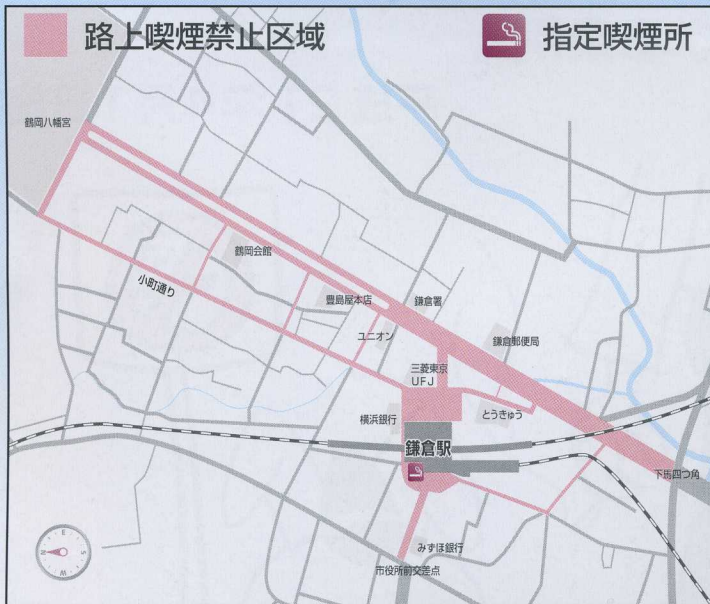 路上喫煙禁止区域
指定喫煙所
鶴岡八幡宮
鶴岡会館
小町通り
豊島屋本店
鎌倉署
ユニオン
鎌倉郵便局
三菱東京
UFJ
とうきゅう
横浜銀行
鎌倉駅
下馬四つ角
みずほ銀行
市役所前交差点
E
N
S
W